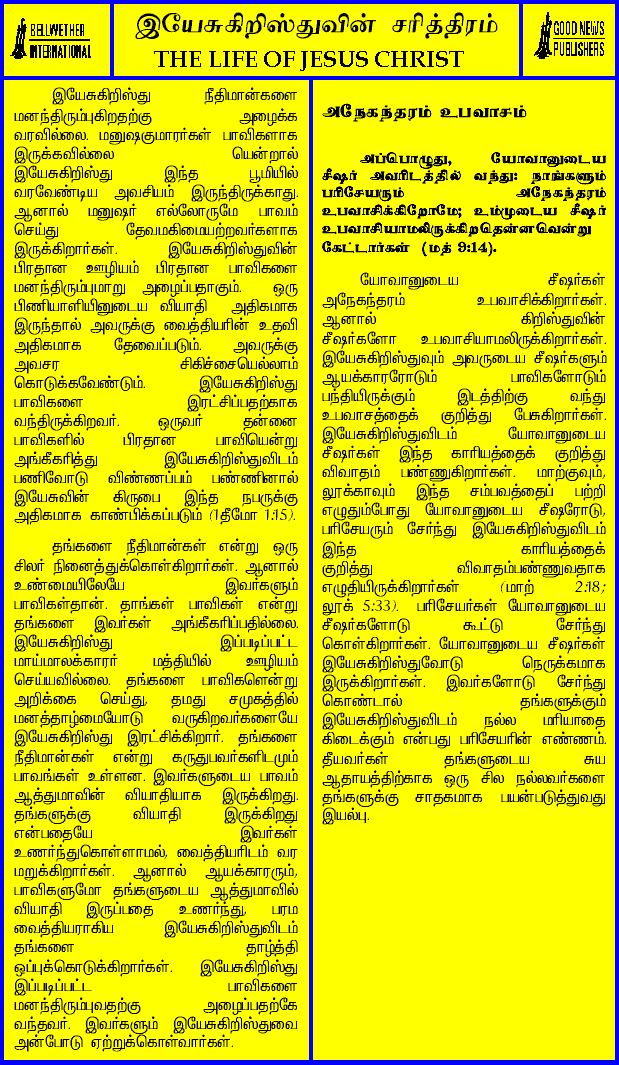 BELLWETHER
INTERNATIONAL
இயேசுகிறிஸ்துவின் சரித்திரம்
THE LIFE OF JESUS CHRIST
GOOD NEWS
PUBLISHERS
இயேசுகிறிஸ்து நீதிமான்களை
மனந்திரும்புகிறதற்கு அழைக்க
வரவில்லை. மனுஷகுமாரர்கள் பாவிகளாக
இருக்கவில்லை யென்றால்
இயேசுகிறிஸ்து இந்த பூமியில்
வரவேண்டிய அவசியம் இருந்திருக்காது.
ஆனால் மனுஷர் எல்லோருமே பாவம்
செய்து தேவமகிமையற்றவர்களாக
இருக்கிறார்கள். இயேசுகிறிஸ்துவின்
பிரதான ஊழியம் பிரதான பாவிகளை
மனந்திரும்புமாறு அழைப்பதாகும். ஒரு
பிணியாளியினுடைய வியாதி அதிகமாக
இருந்தால் அவருக்கு வைத்தியரின் உதவி
அதிகமாக தேவைப்படும். அவருக்கு
அவசர சிகிச்சையெல்லாம்
கொடுக்கவேண்டும். இயேசுகிறிஸ்து
பாவிகளை இரட்சிப்பதற்காக
வந்திருக்கிறவர். ஒருவர் தன்னை
பாவிகளில் பிரதான பாவியென்று
அங்கீகரித்து இயேசுகிறிஸ்துவிடம்
பணிவோடு விண்ணப்பம் பண்ணினால்
இயேசுவின் கிருபை இந்த நபருக்கு
அதிகமாக காண்பிக்கப்படும் (1தீமோ 1:15).
தங்களை நீதிமான்கள் என்று ஒரு
சிலர் நினைத்துக்கொள்கிறார்கள். ஆனால்
உண்மையிலேயே இவர்களும்
பாவிகள்தான். தாங்கள் பாவிகள் என்று
தங்களை இவர்கள் அங்கீகரிப்பதில்லை.
இயேசுகிறிஸ்து இப்படிப்பட்ட
மாய்மாலக்காரர் மத்தியில் ஊழியம்
செய்யவில்லை. தங்களை பாவிகளென்று
அறிக்கை செய்து, தமது சமுகத்தில்
மனத்தாழ்மையோடு வருகிறவர்களையே
இயேசுகிறிஸ்து இரட்சிக்கிறார். தங்களை
நீதிமான்கள் என்று கருதுபவர்களிடமும்
பாவங்கள் உள்ளன. இவர்களுடைய பாவம்
ஆத்துமாவின் வியாதியாக இருக்கிறது.
தங்களுக்கு வியாதி இருக்கிறது
என்பதையே இவர்கள்
உணர்ந்துகொள்ளாமல், வைத்தியரிடம் வர
மறுக்கிறார்கள். ஆனால் ஆயக்காரரும்,
பாவிகளுமோ தங்களுடைய ஆத்துமாவில்
வியாதி இருப்பதை உணர்ந்து, பரம
வைத்தியராகிய இயேசுகிறிஸ்துவிடம்
தங்களை தாழ்த்தி
ஒப்புக்கொடுக்கிறார்கள். இயேசுகிறிஸ்து
இப்படிப்பட்ட பாவிகளை
மனந்திரும்புவதற்கு அழைப்பதற்கே
வந்தவர். இவர்களும் இயேசுகிறிஸ்துவை
அன்போடு ஏற்றுக்கொள்வார்கள்.
அநேகந்தரம் உபவாசம்
அப்பொழுது, யோவானுடைய
சீஷர் அவரிடத்தில் வந்து: நாங்களும்
பரிசேயரும் அநேகந்தரம்
உபவாசிக்கிறோமே; உம்முடைய சீஷர்
உபவாசியாமலிருக்கிறதென்னவென்று
கேட்டார்கள் (மத் 9:14).
யோவானுடைய சீஷர்கள்
அநேகந்தரம் உபவாசிக்கிறார்கள்.
ஆனால் கிறிஸ்துவின்
சீஷர்களோ உபவாசியாமலிருக்கிறார்கள்.
இயேசுகிறிஸ்துவும் அவருடைய சீஷர்களும்
ஆயக்காரரோடும் பாவிகளோடும்
பந்தியிருக்கும் இடத்திற்கு வந்து
உபவாசத்தைக் குறித்து பேசுகிறார்கள்.
இயேசுகிறிஸ்துவிடம் யோவானுடைய
சீஷர்கள் இந்த காரியத்தைக் குறித்து
விவாதம் பண்ணுகிறார்கள். மாற்குவும்,
லூக்காவும் இந்த சம்பவத்தைப் பற்றி
எழுதும்போது யோவானுடைய சீஷரோடு,
பரிசேயரும் சேர்ந்து இயேசுகிறிஸ்துவிடம்
இந்த காரியத்தைக்
குறித்து விவாதம்பண்ணுவதாக
எழுதியிருக்கிறார்கள் (மாற் 2:18;
லூக் 5:33). பரிசேயர்கள் யோவானுடைய
சீஷர்களோடு கூட்டு சேர்ந்து
கொள்கிறார்கள். யோவானுடைய சீஷர்கள்
இயேசுகிறிஸ்துவோடு நெருக்கமாக
இருக்கிறார்கள். இவர்களோடு சேர்ந்து
கொண்டால் தங்களுக்கும்
இயேசுகிறிஸ்துவிடம் நல்ல மரியாதை
கிடைக்கும் என்பது பரிசேயரின் எண்ணம்.
தீயவர்கள் தங்களுடைய சுய
ஆதாயத்திற்காக ஒரு சில நல்லவர்களை
தங்களுக்கு சாதகமாக பயன்படுத்துவது
இயல்பு.